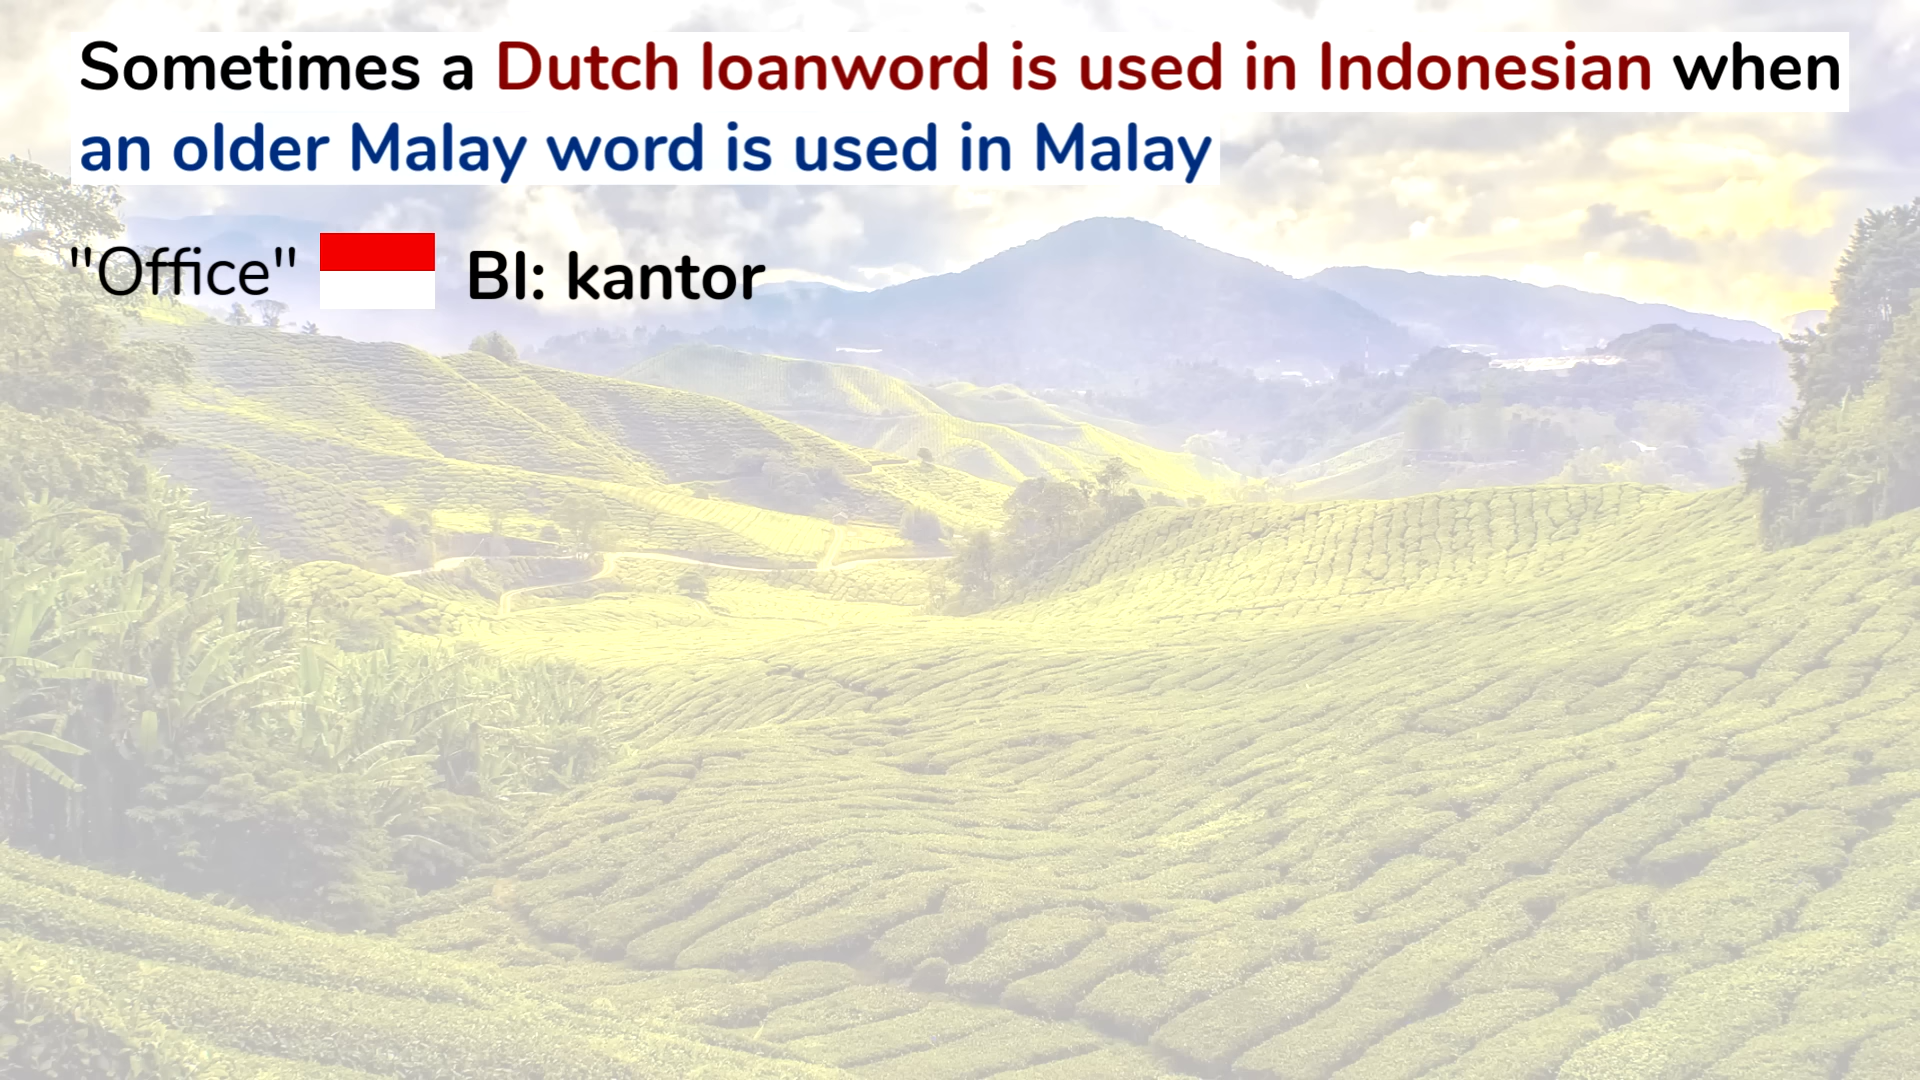 Sometimes a Dutch loanword is used in Indonesian when
an older Malay word is used in Malay
"Office" BI: kantor